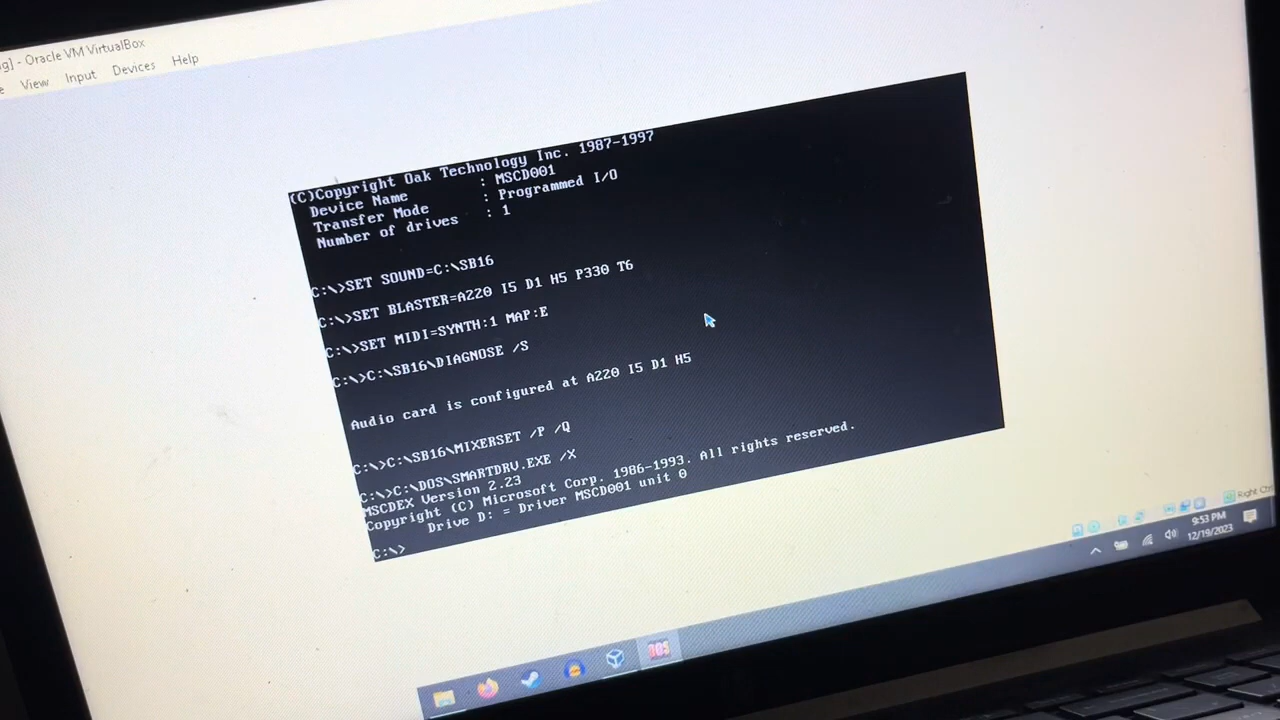 g] - Oracle VM VirtualBox
e View Input Devices Help
(C)Copyright Oak Technology Inc. 1987-1997
Device Name : MSCD001
Transfer Mode : Programmed I/O
Number of drives : 1
C:\>SET SOUND=C:\SB16
C:\>SET BLASTER=A220 I5 D1 H5 P330 T6
C:\>SET MIDI=SYNTH:1 MAP:E
C:\>C:\SB16\DIAGNOSE /S
Audio card is configured at A220 I5 D1 H5
C:\>C:\SB16\MIXERSET /P /Q
C:\>C:\DOS\SMARTDRV.EXE /X
MSCDEX Version 2.23
Copyright (C) Microsoft Corp. 1986-1993. All rights reserved.
Drive D: = Driver MSCD001 unit 0
C:\>
Right Ctr
9:53 PM
12/19/2023
DOS